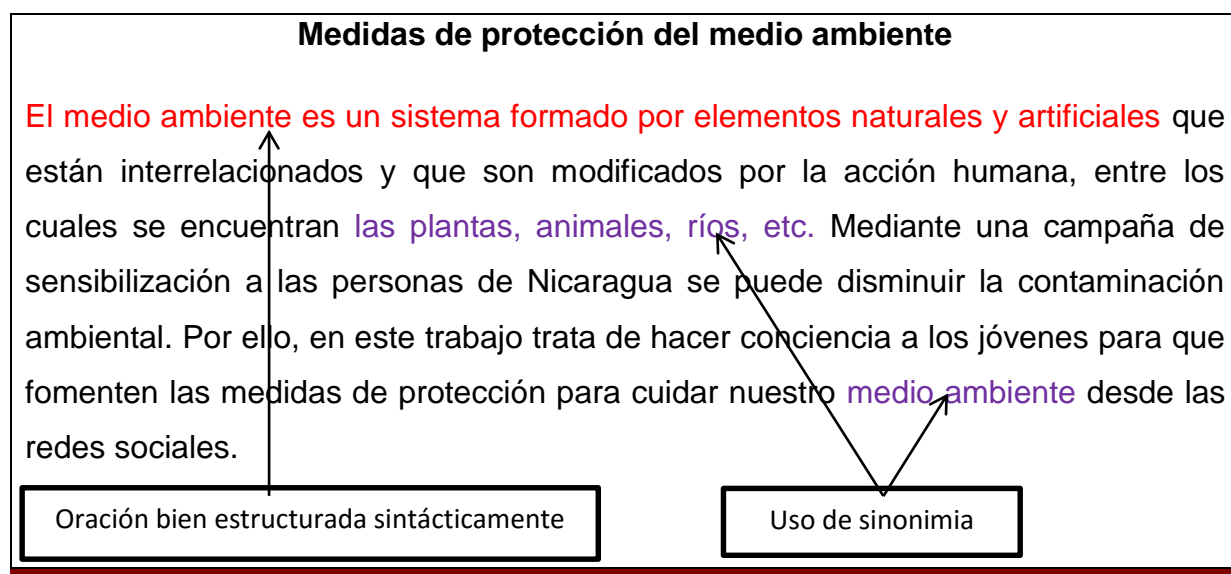 Medidas de protección del medio ambiente
El medio ambiente es un sistema formado por elementos naturales y artificiales que
están interrelacionados y que son modificados por la acción humana, entre los
cuales se encuentran las plantas, animales, ríos, etc. Mediante una campaña de
sensibilización a las personas de Nicaragua se puede disminuir la contaminación
ambiental. Por ello, en este trabajo trata de hacer conciencia a los jóvenes para que
fomenten las medidas de protección para cuidar nuestro medio ambiente desde las
redes sociales.
Oración bien estructurada sintácticamente
Uso de sinonimia